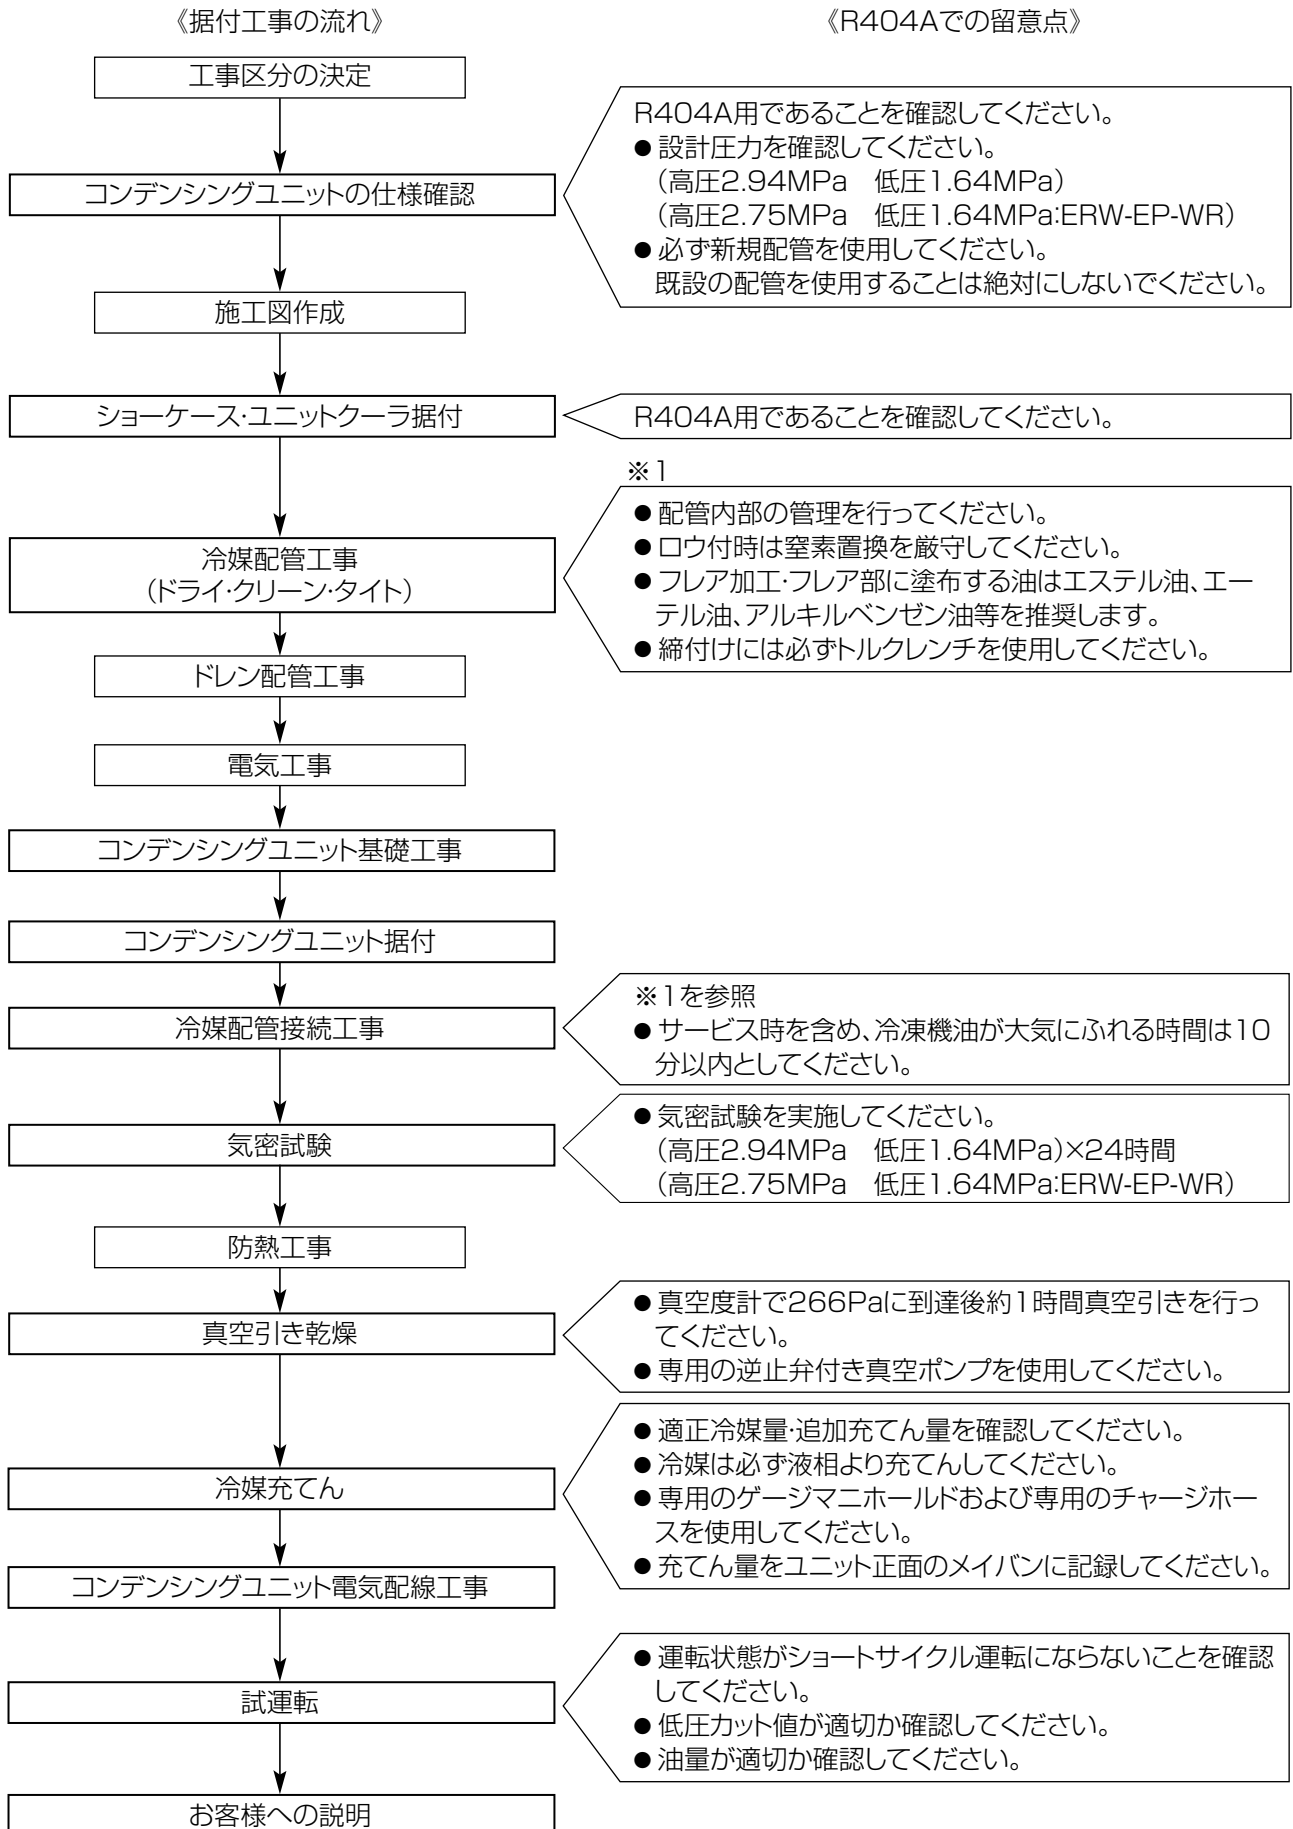 《据付工事の流れ》
《R404Aでの留意点》
工事区分の決定
R404A用であることを確認してください。
● 設計圧力を確認してください。
（高圧2.94MPa　低圧1.64MPa）
（高圧2.75MPa　低圧1.64MPa:ERW-EP-WR）
● 必ず新規配管を使用してください。
既設の配管を使用することは絶対にしないでください。
コンデンシングユニットの仕様確認
施工図作成
ショーケース・ユニットクーラ据付
R404A用であることを確認してください。
※1
● 配管内部の管理を行ってください。
● ロウ付時は窒素置換を厳守してください。
● フレア加工・フレア部に塗布する油はエステル油、エー
テル油、アルキルベンゼン油等を推奨します。
● 締付けには必ずトルクレンチを使用してください。
冷媒配管工事
（ドライ・クリーン・タイト）
ドレン配管工事
電気工事
コンデンシングユニット基礎工事
コンデンシングユニット据付
冷媒配管接続工事
※1を参照
● サービス時を含め、冷凍機油が大気にふれる時間は10
分以内としてください。
気密試験
● 気密試験を実施してください。
（高圧2.94MPa　低圧1.64MPa）×24時間
（高圧2.75MPa　低圧1.64MPa:ERW-EP-WR）
防熱工事
真空引き乾燥
● 真空度計で266Paに到達後約1時間真空引きを行っ
てください。
● 専用の逆止弁付き真空ポンプを使用してください。
冷媒充てん
● 適正冷媒量・追加充てん量を確認してください。
● 冷媒は必ず液相より充てんしてください。
● 専用のゲージマニホールドおよび専用のチャージホー
スを使用してください。
● 充てん量をユニット正面のメイバンに記録してください。
コンデンシングユニット電気配線工事
試運転
● 運転状態がショートサイクル運転にならないことを確認
してください。
● 低圧カット値が適切か確認してください。
● 油量が適切か確認してください。
お客様への説明